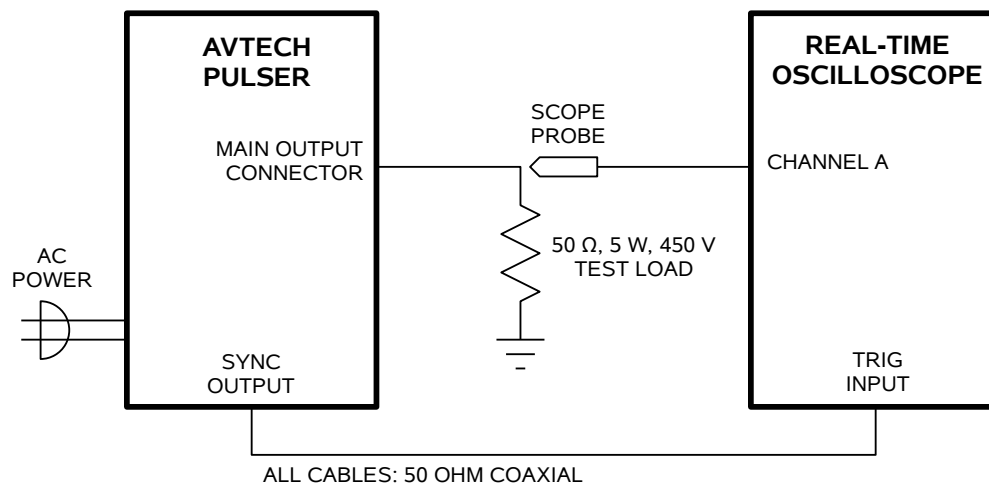 AVTECH
PULSER
MAIN OUTPUT
CONNECTOR
SYNC
OUTPUT
AC
POWER
SCOPE
PROBE
50 Ω, 5 W, 450 V
TEST LOAD
REAL-TIME
OSCILLOSCOPE
CHANNEL A
TRIG
INPUT
ALL CABLES: 50 OHM COAXIAL